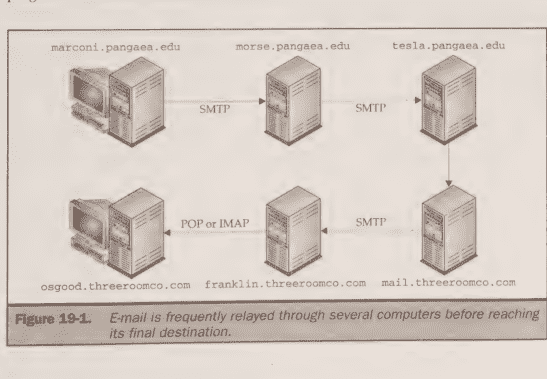 marconi.pangaea.edu morse.pangaea.edu tesla.pangaea.edu
SMTP SMTP
POP or IMAP SMTP
osgood.threeroomco.com franklin.threeroomco.com mail.threeroomco.com
Figure 19-1. E-mail is frequently relayed through several computers before reaching
its final destination.